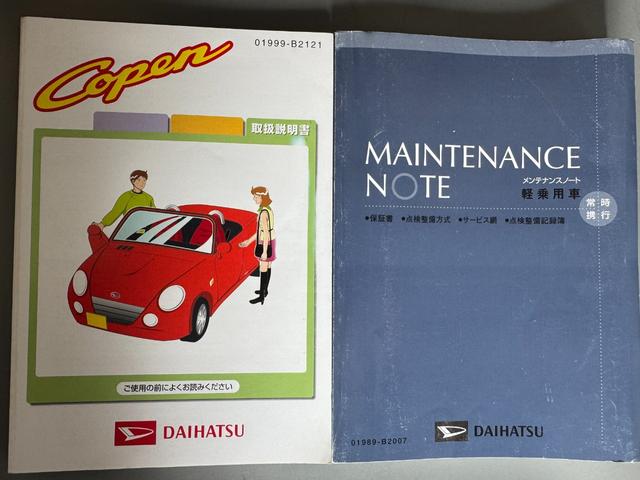 Copen
01999-B2121
取扱説明書
ご使用の前によくお読みください
DAIHATSU
MAINTENANCE
NOTE
メンテナンスノート
軽乗用車
常時
携行
●保証書 ●点検整備方式 ●サービス網 ●点検整備記録簿
01989-B2007
DAIHATSU